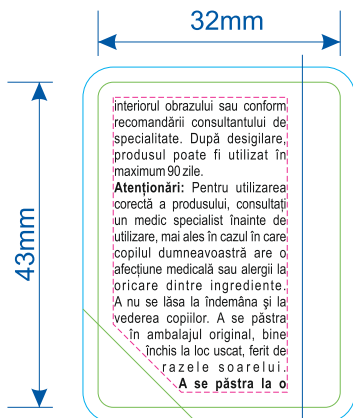 32mm
43mm
interiorul obrazului sau conform
recomandării consultantului de
specialitate. După desigilare,
produsul poate fi utilizat în
maximum 90 zile.
Atenționări: Pentru utilizarea
corectă a produsului, consultați
un medic specialist înainte de
utilizare, mai ales în cazul în care
copilul dumneavoastră are o
afecțiune medicală sau alergii la
oricare dintre ingrediente.
A nu se lăsa la îndemâna și la
vederea copiilor. A se păstra
în ambalajul original, bine
închis la loc uscat, ferit de
razele soarelui.
A se păstra la o